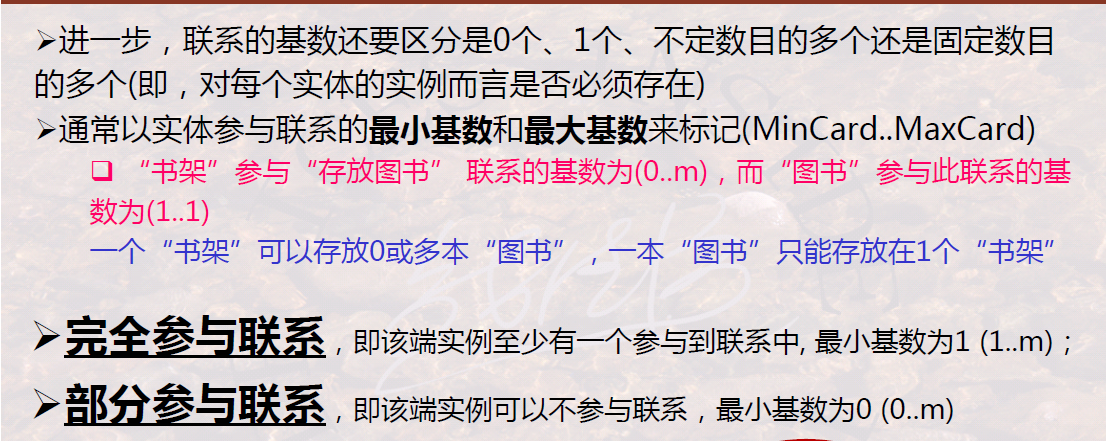 ➢进一步，联系的基数还要区分是0个、1个、不定数目的多个还是固定数目
的多个(即，对每个实体的实例而言是否必须存在)
➢通常以实体参与联系的最小基数和最大基数来标记(MinCard..MaxCard)
❑ “书架”参与“存放图书” 联系的基数为(0..m)，而“图书”参与此联系的基
数为(1..1)
一个“书架”可以存放0或多本“图书” ，一本“图书”只能存放在1个“书架”
➢完全参与联系，即该端实例至少有一个参与到联系中, 最小基数为1 (1..m)；
➢部分参与联系，即该端实例可以不参与联系，最小基数为0 (0..m)